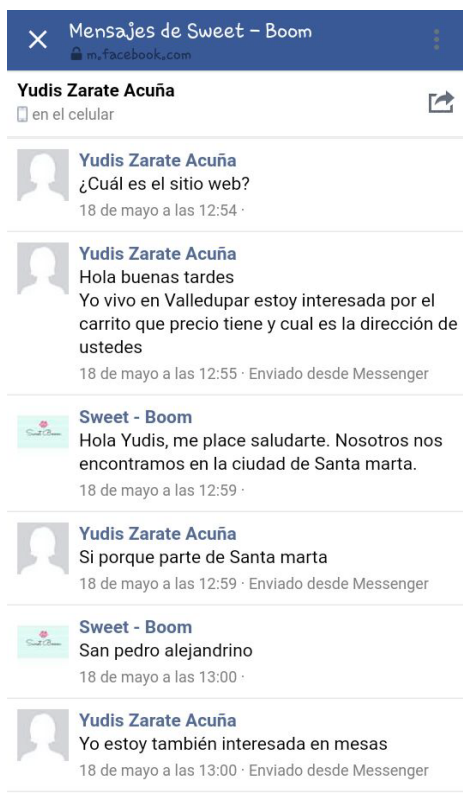 Mensajes de Sweet - Boom
m.facebook.com
Yudis Zarate Acuña
en el celular
Yudis Zarate Acuña
¿Cuál es el sitio web?
18 de mayo a las 12:54 ·
Yudis Zarate Acuña
Hola buenas tardes
Yo vivo en Valledupar estoy interesada por el
carrito que precio tiene y cual es la dirección de
ustedes
18 de mayo a las 12:55 · Enviado desde Messenger
Sweet - Boom
Sweet Boom
Hola Yudis, me place saludarte. Nosotros nos
encontramos en la ciudad de Santa marta.
18 de mayo a las 12:59 ·
Yudis Zarate Acuña
Si porque parte de Santa marta
18 de mayo a las 12:59 · Enviado desde Messenger
Sweet - Boom
Sweet Boom
San pedro alejandrino
18 de mayo a las 13:00 ·
Yudis Zarate Acuña
Yo estoy también interesada en mesas
18 de mayo a las 13:00 · Enviado desde Messenger